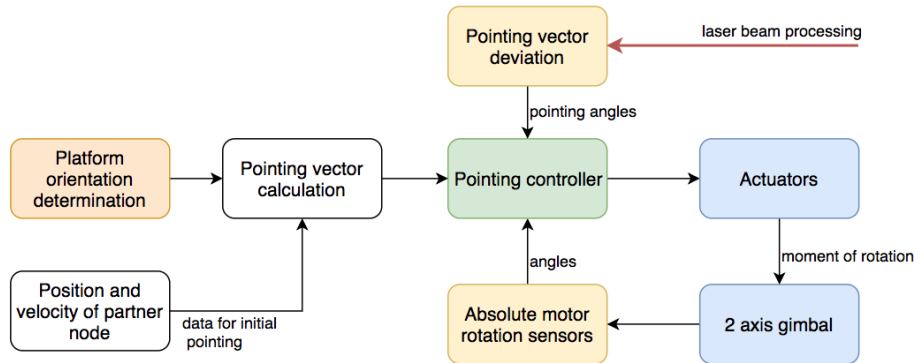 laser beam processing
Pointing vector
deviation
pointing angles
Platform
orientation
determination
Pointing vector
calculation
Pointing controller
Actuators
moment of rotation
angles
Position and
velocity of partner
node
data for initial
pointing
Absolute motor
rotation sensors
2 axis gimbal